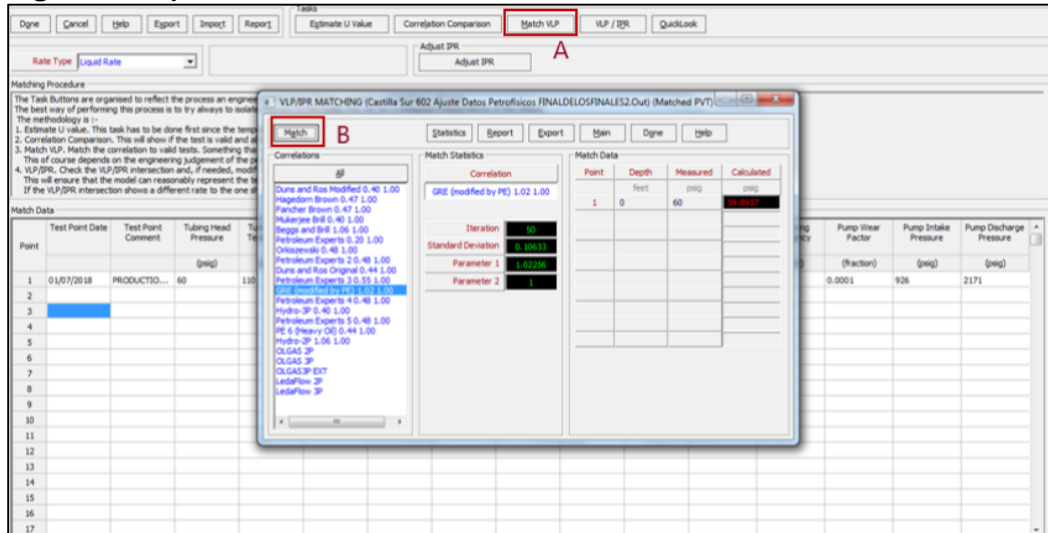 Tasks
Done Cancel Help Export Import Report Estimate U Value Correlation Comparison Match VLP VLP / IPR QuickLook
A
Rate Type Liquid Rate
Adjust IPR
Adjust IPR
Matching Procedure
The Task Buttons are organised to reflect the process an engineer
The best way of performing this process is to try always to isolate
The methodology is :-
1. Estimate U value. This task has to be done first since the
2. Correlation Comparison. This will show if the test is valid and
3. Match VLP. Match the correlation to valid tests. Something
This of course depends on the engineering judgement of the
4. VLP/IPR. Check the VLP/IPR intersection and, if needed,
This will ensure that the model can reasonably represent the
If the VLP/IPR intersection shows a different rate to the one
VLP/IPR MATCHING (Castilla Sur 602 Ajuste Datos Petrofisicos FINALDELOSFINALES2.Out) (Matched PVT)
Match B Statistics Report Export Main Done Help
Correlations
All
Duns and Ros Modified 0.40 1.00
Hagedorn Brown 0.47 1.00
Fancher Brown 0.47 1.00
Mukerjee Brill 0.40 1.00
Beggs and Brill 1.06 1.00
Petroleum Experts 0.20 1.00
Orkiszewski 0.48 1.00
Petroleum Experts 2 0.48 1.00
Duns and Ros Original 0.44 1.00
Petroleum Experts 3 0.55 1.00
GRE (modified by PE) 1.02 1.00
Petroleum Experts 4 0.48 1.00
Hydro-3P 0.40 1.00
Petroleum Experts 5 0.48 1.00
PE 6 (Heavy Oil) 0.44 1.00
Hydro-2P 1.06 1.00
OLGAS 2P
OLGAS 3P
OLGAS3P EXT
LedaFlow 2P
LedaFlow 3P
Match Statistics
Correlation
GRE (modified by PE) 1.02 1.00
Iteration 50
Standard Deviation 0.10633
Parameter 1 1.02256
Parameter 2 1
Match Data
Point Depth Measured Calculated
feet psig psig
1 0 60 59.8937
Match Data
Point Test Point Date Test Point Comment Tubing Head Pressure Pump Wear Factor Pump Intake Pressure Pump Discharge Pressure
(psig) (fraction) (psig) (psig)
1 01/07/2018 PRODUCTIO... 60 110 0.0001 926 2171
2
3
4
5
6
7
8
9
10
11
12
13
14
15
16
17